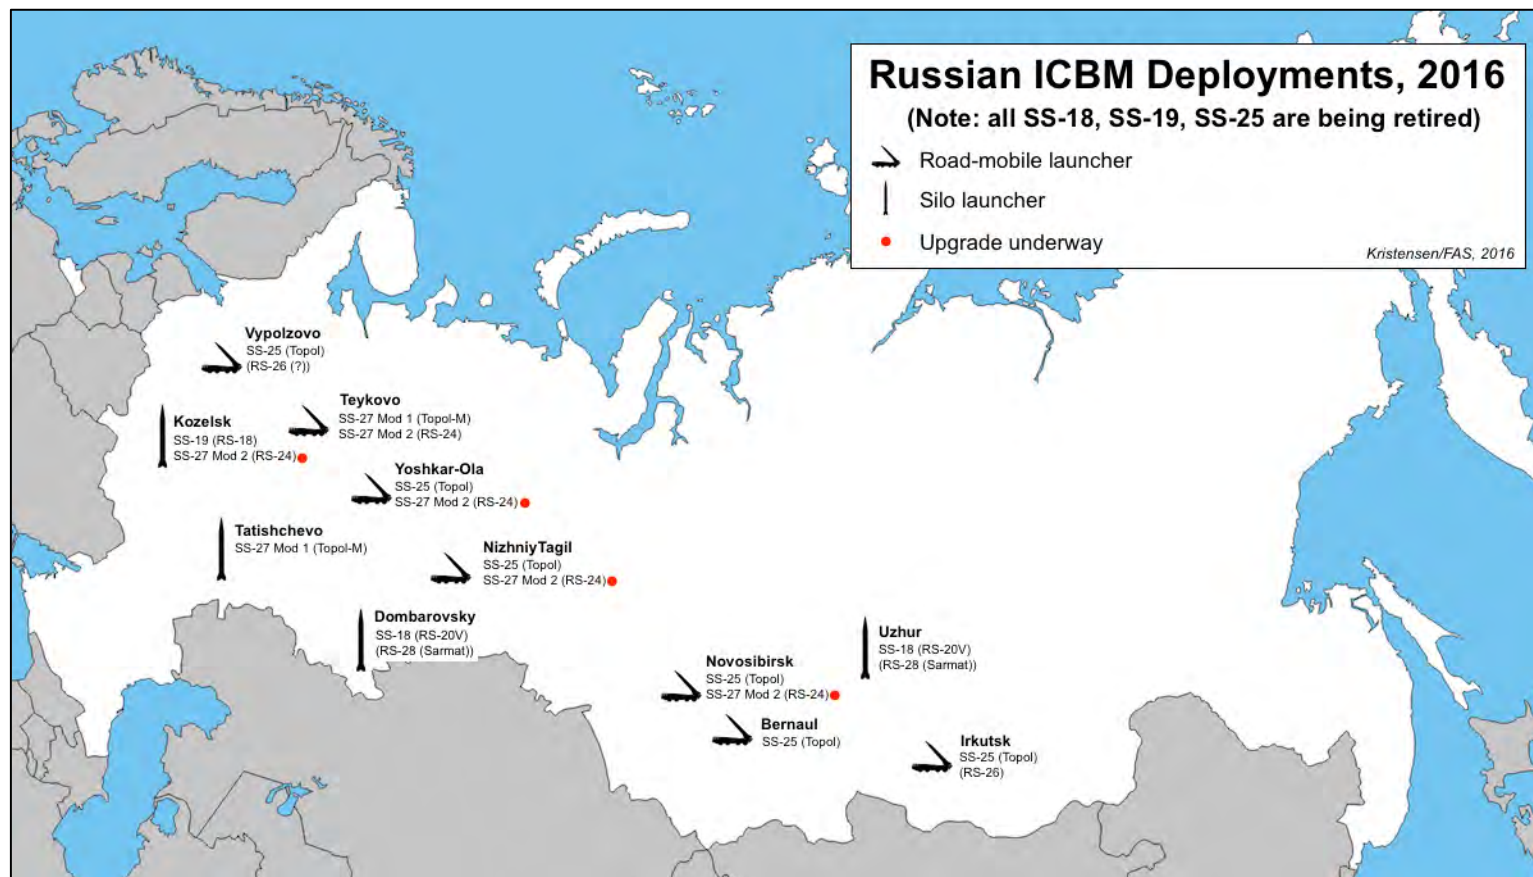 Russian ICBM Deployments, 2016
(Note: all SS-18, SS-19, SS-25 are being retired)
Road-mobile launcher
Silo launcher
Upgrade underway
Kristensen/FAS, 2016
Vypolzovo
SS-25 (Topol)
(RS-26 (?))
Teykovo
SS-27 Mod 1 (Topol-M)
SS-27 Mod 2 (RS-24)
Kozelsk
SS-19 (RS-18)
SS-27 Mod 2 (RS-24)
Yoshkar-Ola
SS-25 (Topol)
SS-27 Mod 2 (RS-24)
Tatishchevo
SS-27 Mod 1 (Topol-M)
NizhniyTagil
SS-25 (Topol)
SS-27 Mod 2 (RS-24)
Dombarovsky
SS-18 (RS-20V)
(RS-28 (Sarmat))
Uzhur
SS-18 (RS-20V)
(RS-28 (Sarmat))
Novosibirsk
SS-25 (Topol)
SS-27 Mod 2 (RS-24)
Bernaul
SS-25 (Topol)
Irkutsk
SS-25 (Topol)
(RS-26)